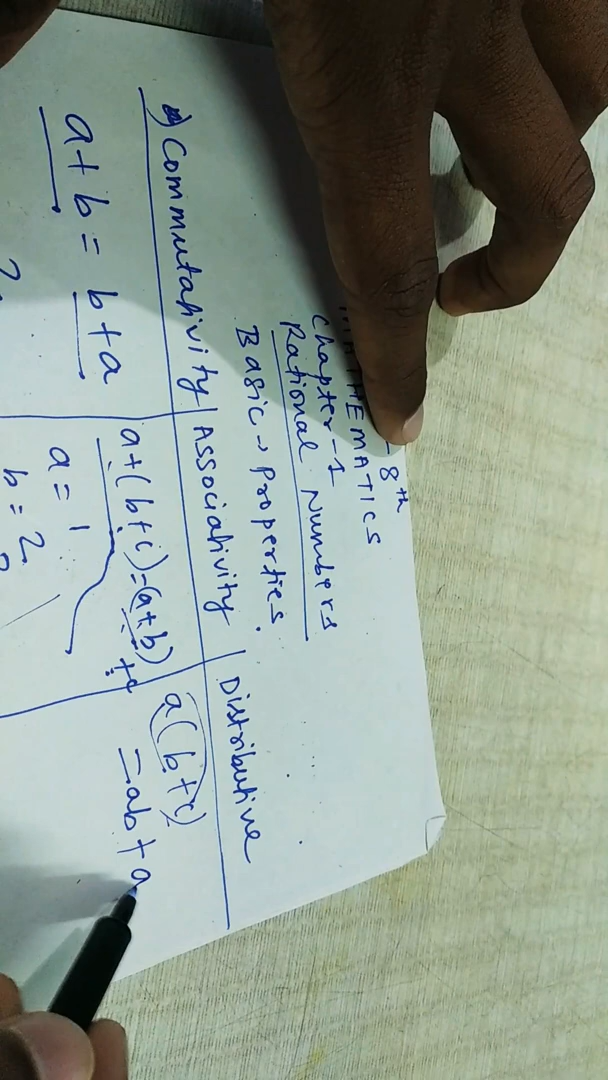 - 8th
MATHEMATICS
Chapter - 1
Rational Numbers
Basic → Properties.
Commutativity | Associativity | Distributive
a + b = b + a
a+(b+c)=(a+b)
+c
a = 1
b = 2
a(b+c)
= ab + a